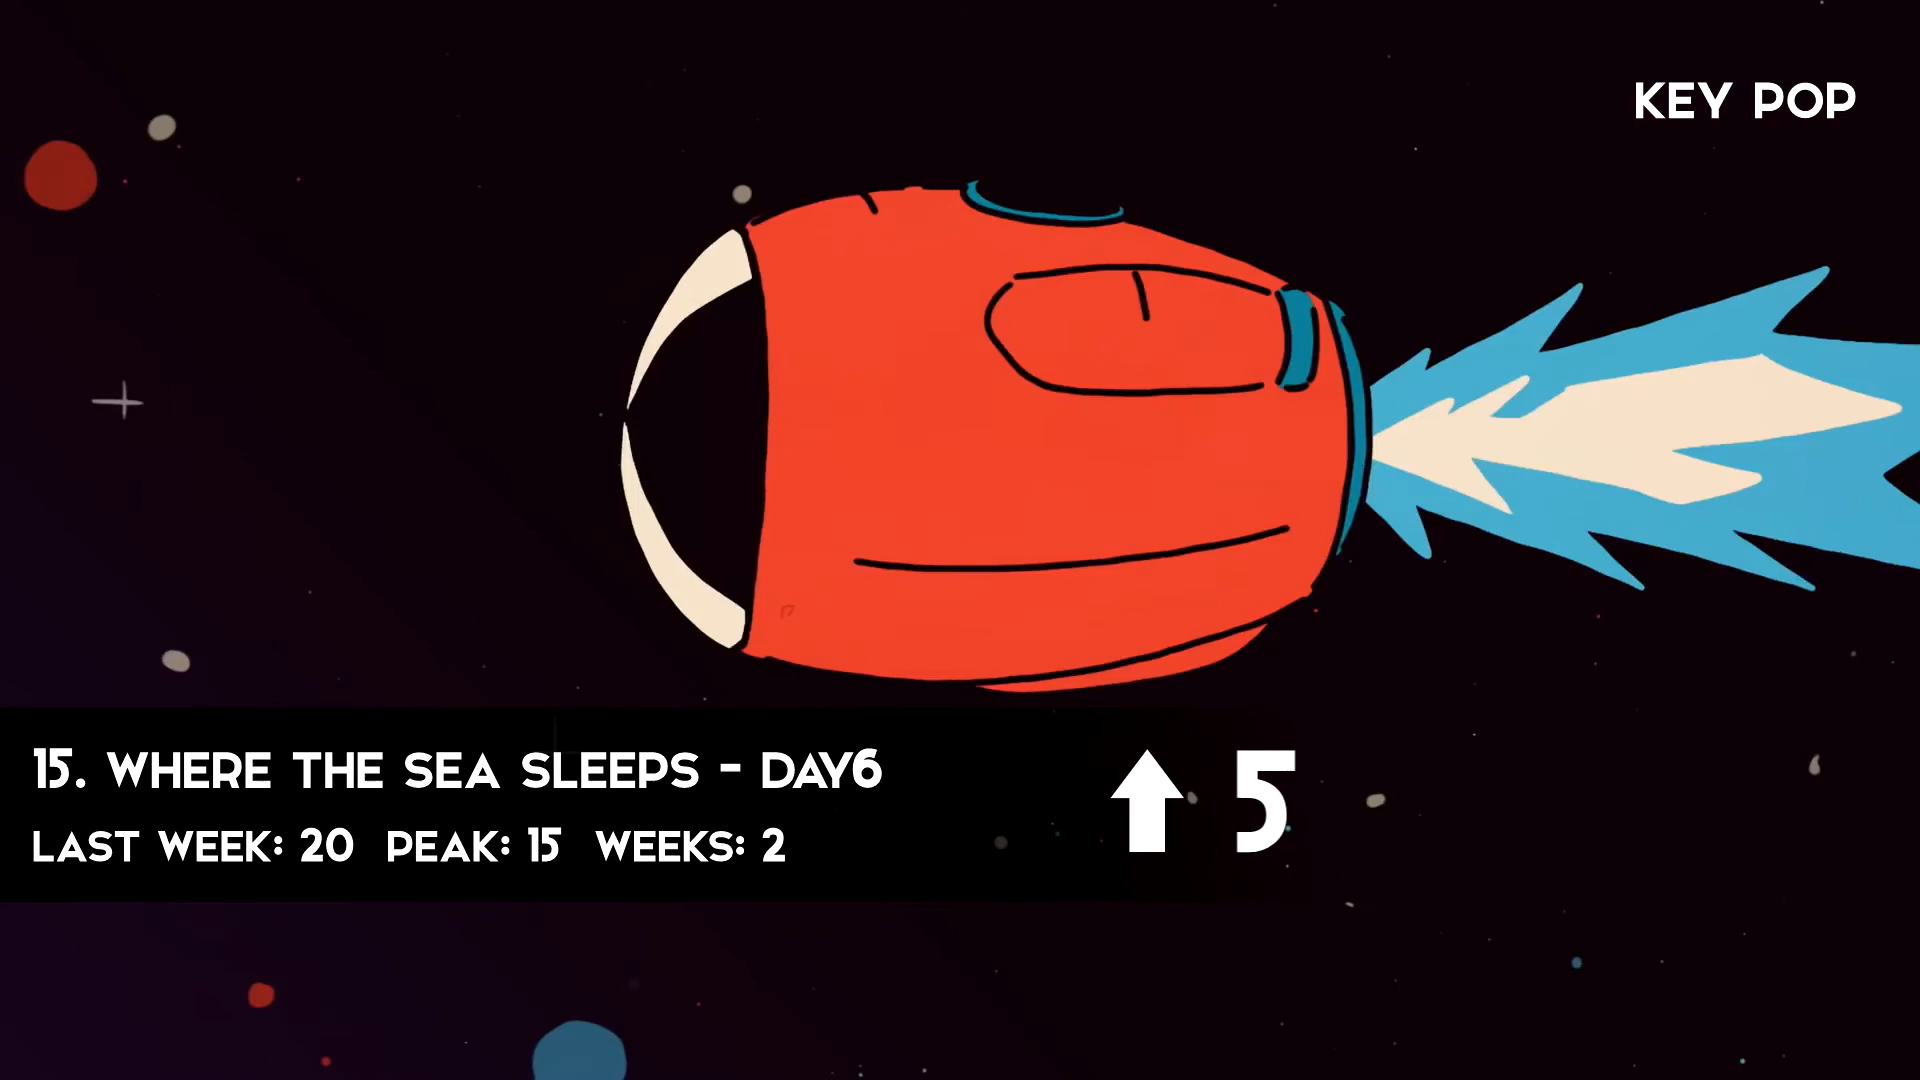 KEY POP
15. WHERE THE SEA SLEEPS - DAY6
5
LAST WEEK: 20 PEAK: 15 WEEKS: 2